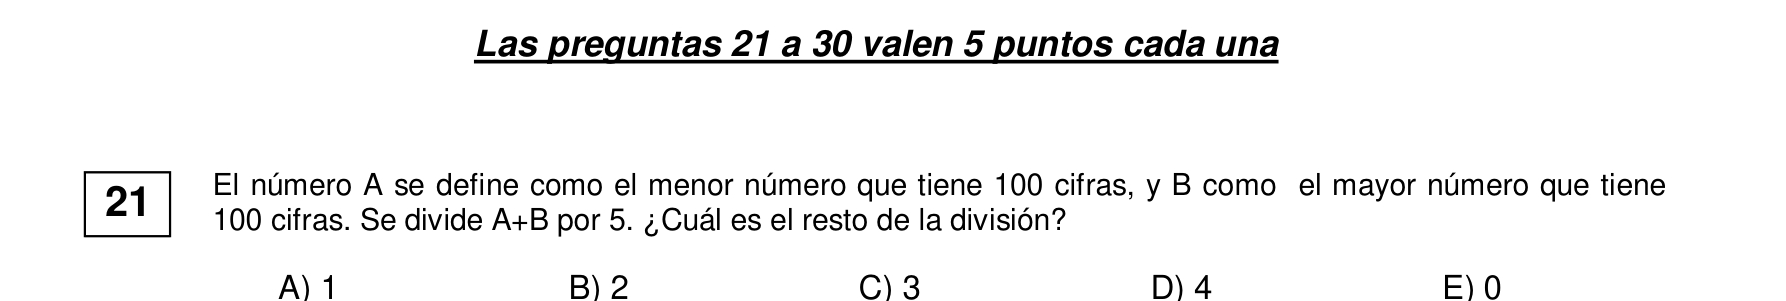 Las preguntas 21 a 30 valen 5 puntos cada una
21
El número A se define como el menor número que tiene 100 cifras, y B como el mayor número que tiene
100 cifras. Se divide A+B por 5. ¿Cuál es el resto de la división?
A) 1 B) 2 C) 3 D) 4 E) 0